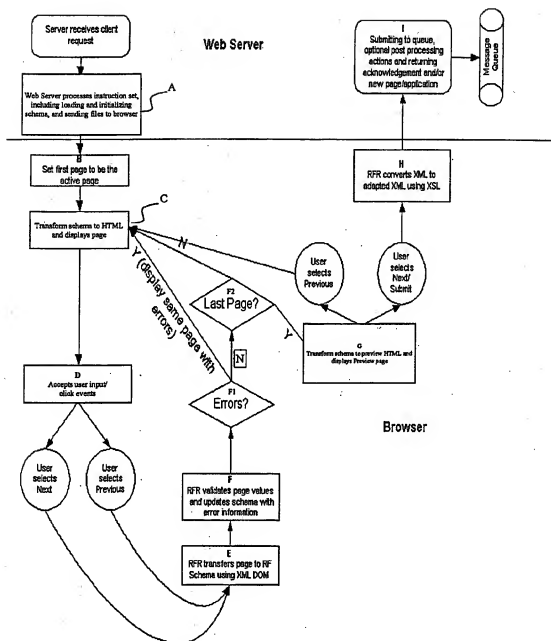 Server receives client
request
Web Server
A
Web Server processes instruction set,
including loading and initializing
schema, and sending files to browser
I
Submitting to queue,
optional post processing
actions and returning
acknowledgement and/or
new page/application
Message
Queue
B
Set first page to be the
active page
C
Transform schema to HTML
and displays page
H
RFR converts XML to
adapted XML using XSL
N
User
selects
Previous
User
selects
Next/
Submit
Y (display same page with
errors)
F2
Last Page?
Y
G
Transform schema to preview HTML and
displays Preview page
N
D
Accepts user input/
click events
F1
Errors?
Browser
User
selects
Next
User
selects
Previous
F
RFR validates page values
and updates schema with
error information
E
RFR transfers page to RF
Schema using XML DOM